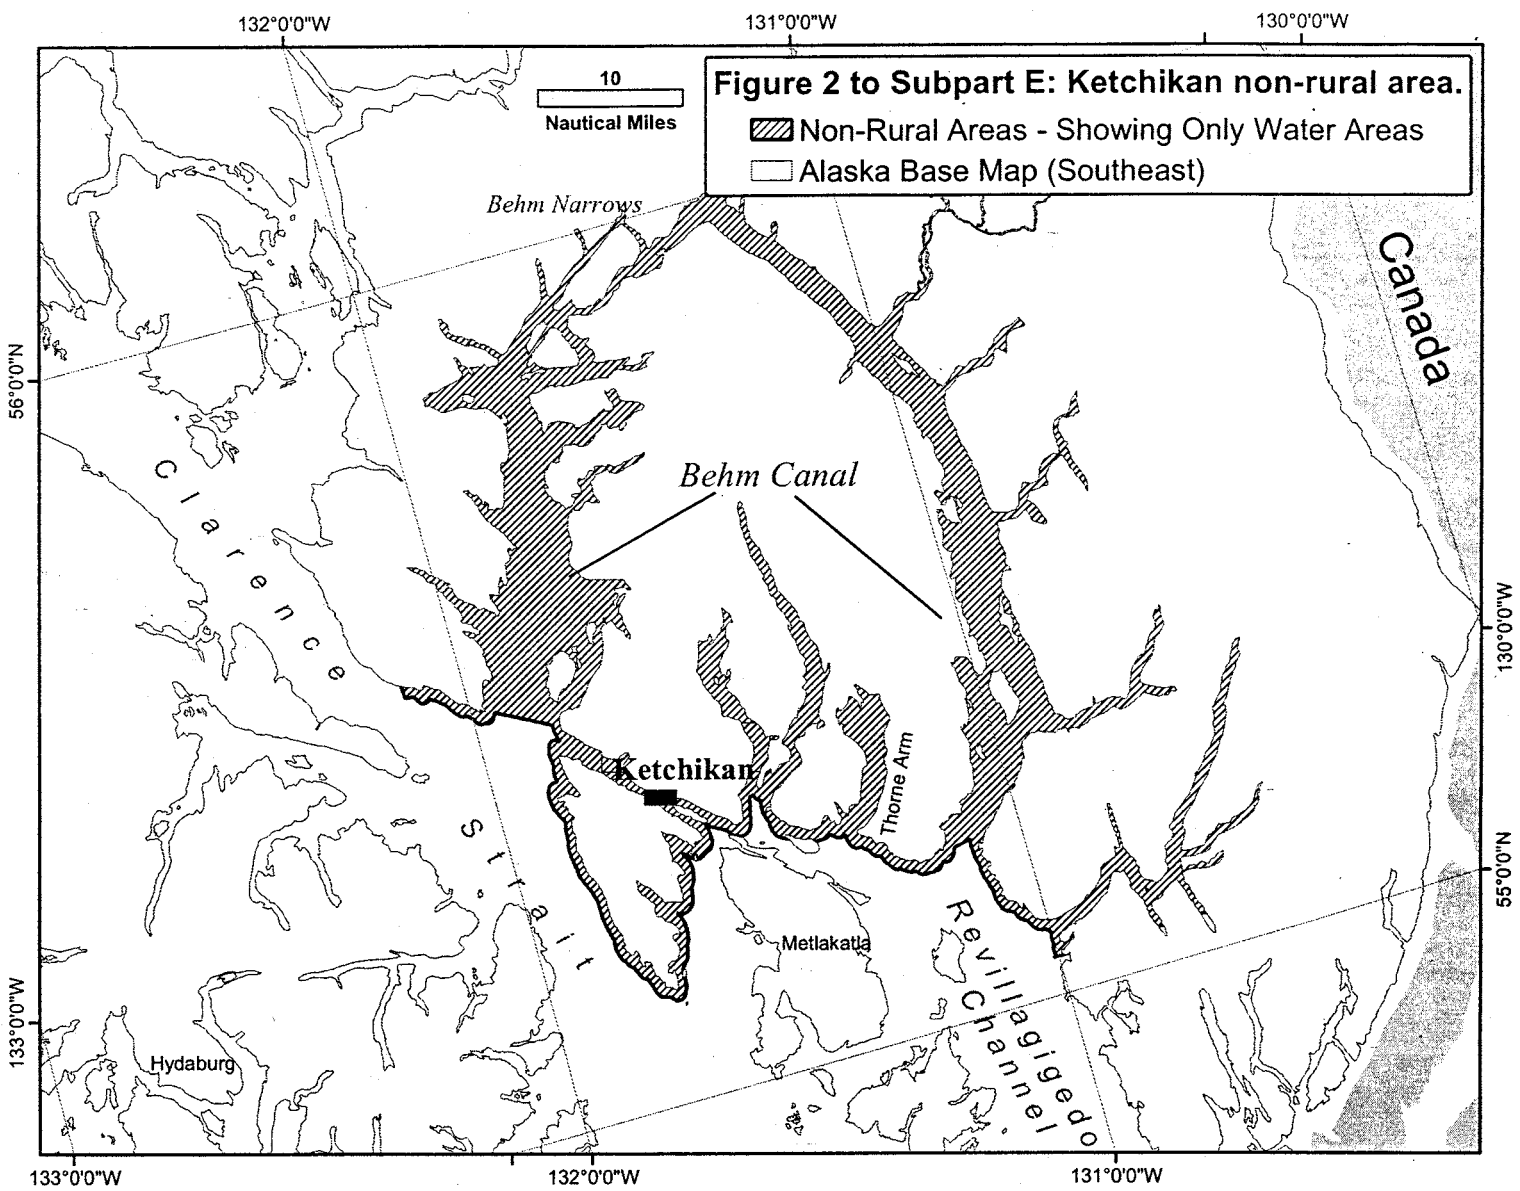 132°0'0"W
131°0'0"W
130°0'0"W
10
Nautical Miles
Figure 2 to Subpart E: Ketchikan non-rural area.
Non-Rural Areas - Showing Only Water Areas
Alaska Base Map (Southeast)
Behm Narrows
Canada
56°0'0"N
Clarence
Behm Canal
130°0'0"W
Thorne Arm
Ketchikan
Strait
55°0'0"N
Revillagigedo
Channel
Metlakatla
133°0'0"W
Hydaburg
133°0'0"W
132°0'0"W
131°0'0"W